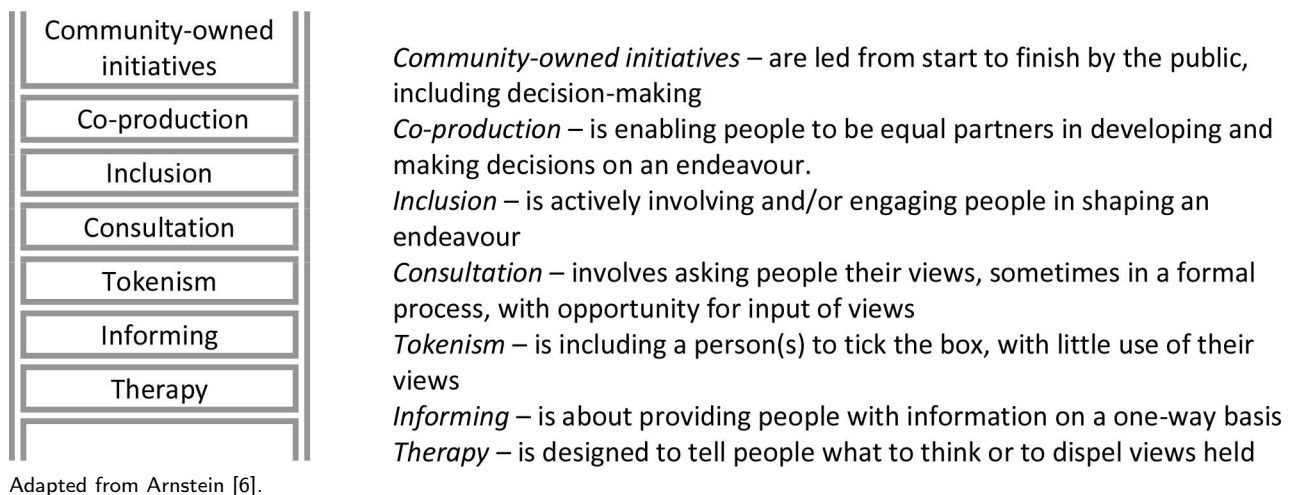 Community-owned
initiatives
Co-production
Inclusion
Consultation
Tokenism
Informing
Therapy
Community-owned initiatives – are led from start to finish by the public,
including decision-making
Co-production – is enabling people to be equal partners in developing and
making decisions on an endeavour.
Inclusion – is actively involving and/or engaging people in shaping an
endeavour
Consultation – involves asking people their views, sometimes in a formal
process, with opportunity for input of views
Tokenism – is including a person(s) to tick the box, with little use of their
views
Informing – is about providing people with information on a one-way basis
Therapy – is designed to tell people what to think or to dispel views held
Adapted from Arnstein [6].